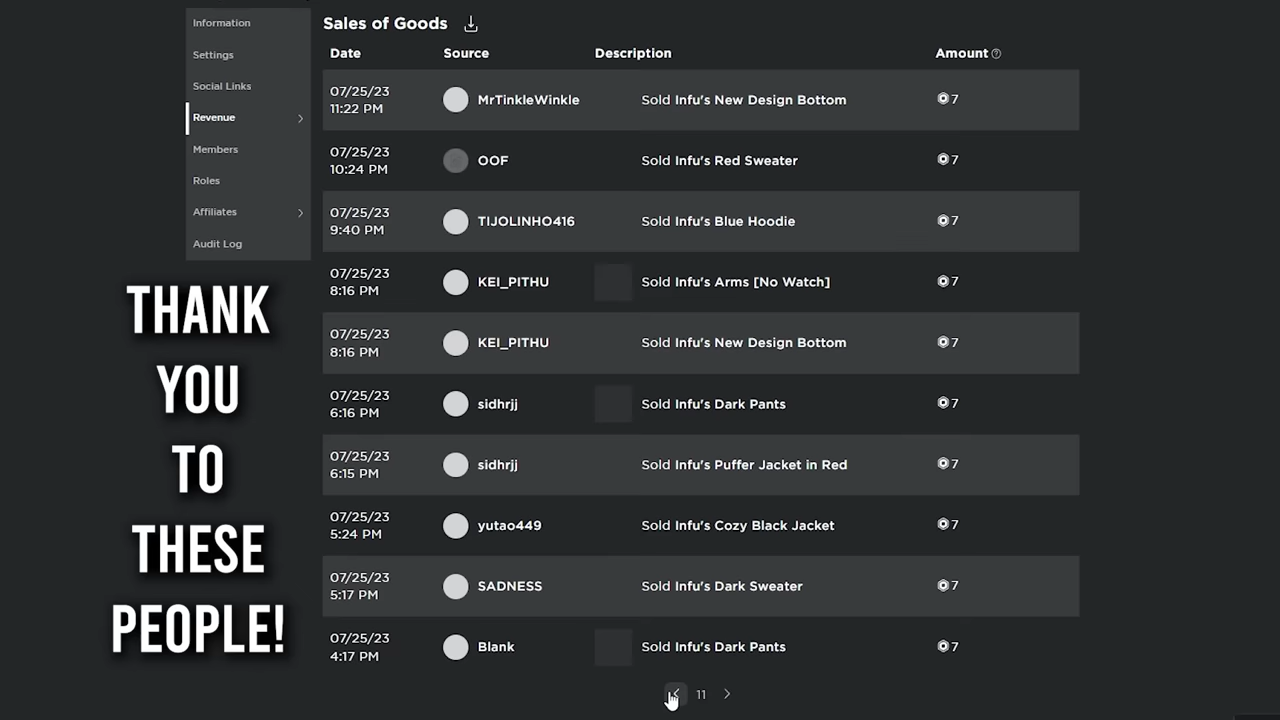 Information
Settings
Social Links
Revenue
Members
Roles
Affiliates
Audit Log
THANK
YOU
TO
THESE
PEOPLE!
Sales of Goods
Date Source Description Amount
07/25/23
11:22 PM
MrTinkleWinkle Sold Infu's New Design Bottom 7
07/25/23
10:24 PM
OOF Sold Infu's Red Sweater 7
07/25/23
9:40 PM
TIJOLINHO416 Sold Infu's Blue Hoodie 7
07/25/23
8:16 PM
KEI_PITHU Sold Infu's Arms [No Watch] 7
07/25/23
8:16 PM
KEI_PITHU Sold Infu's New Design Bottom 7
07/25/23
6:16 PM
sidhrjj Sold Infu's Dark Pants 7
07/25/23
6:15 PM
sidhrjj Sold Infu's Puffer Jacket in Red 7
07/25/23
5:24 PM
yutao449 Sold Infu's Cozy Black Jacket 7
07/25/23
5:17 PM
SADNESS Sold Infu's Dark Sweater 7
07/25/23
4:17 PM
Blank Sold Infu's Dark Pants 7
11